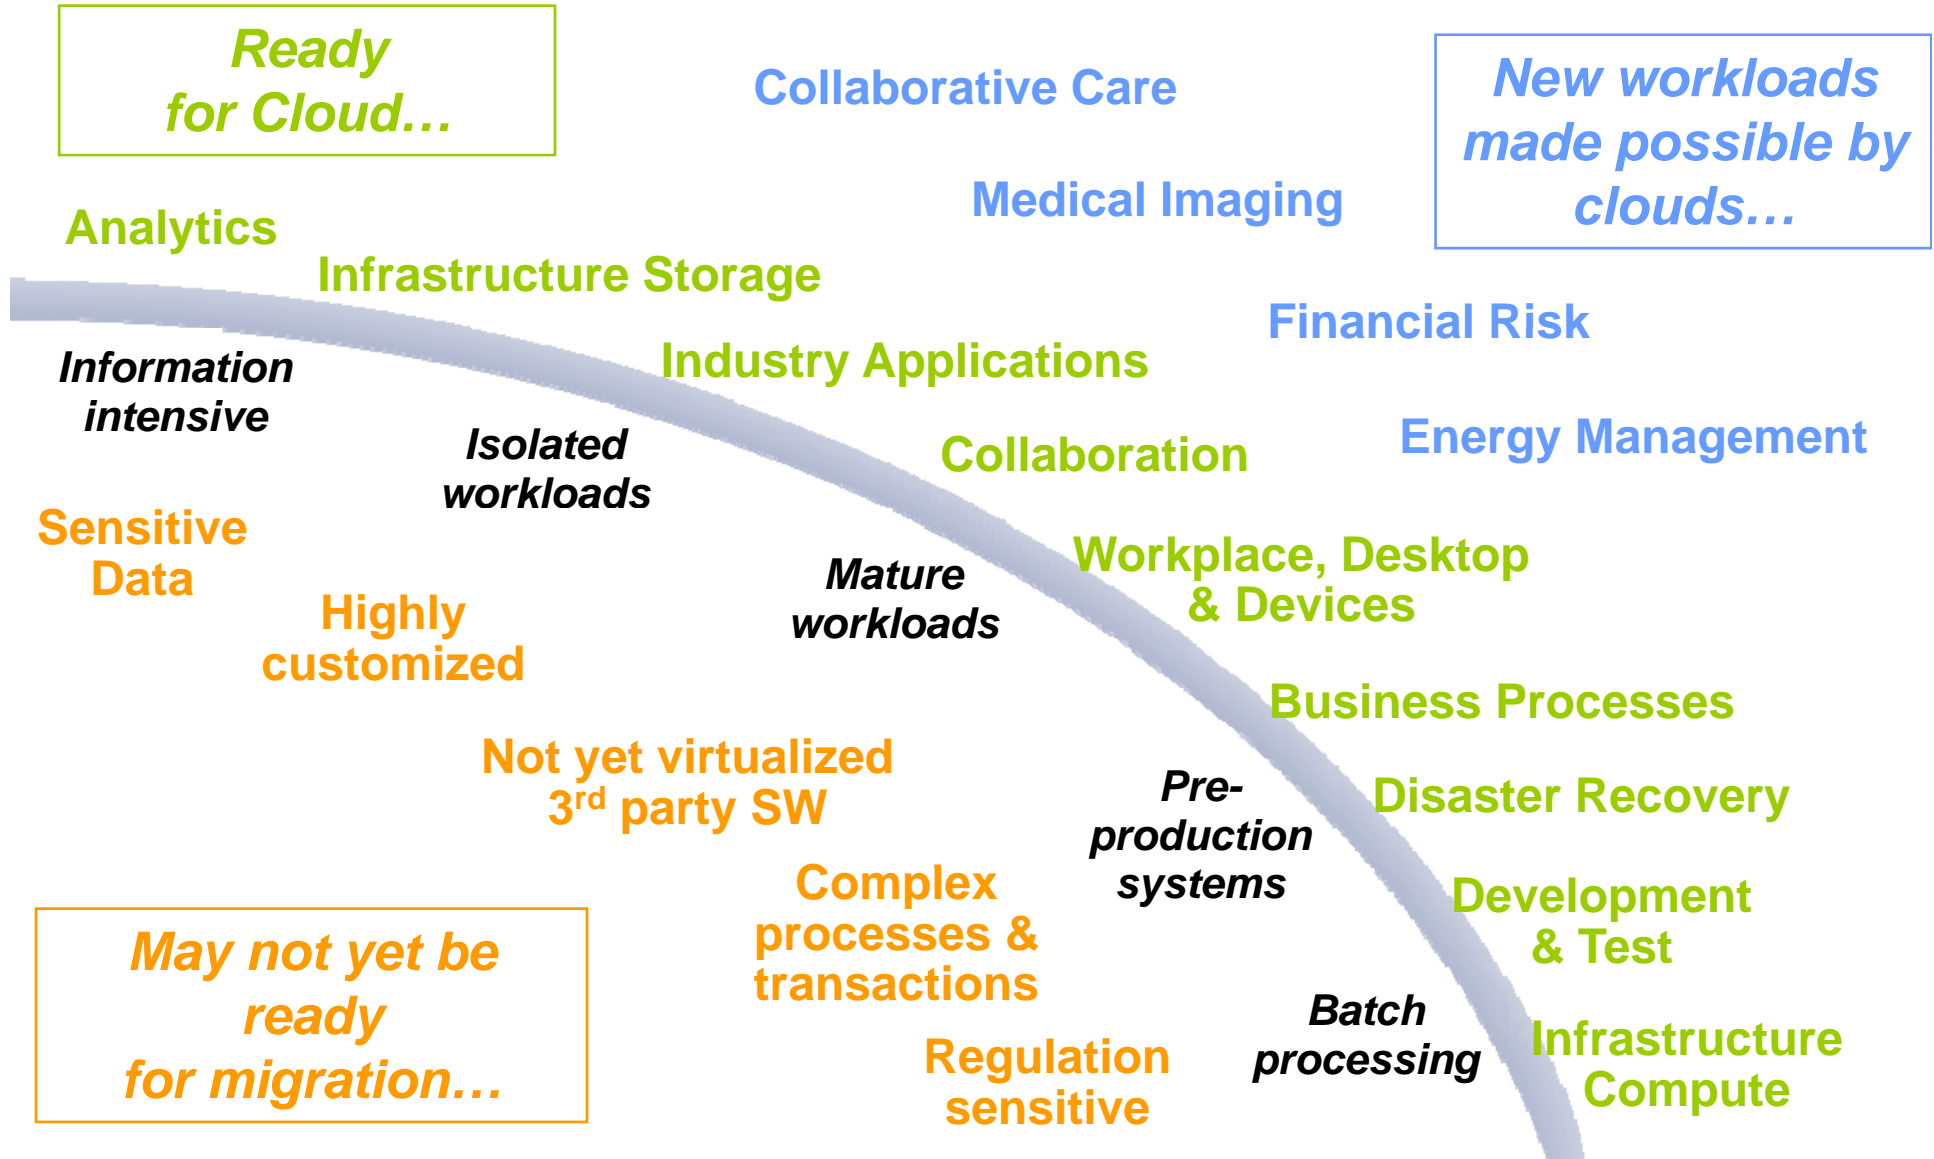 Ready
for Cloud…
Collaborative Care
New workloads
made possible by
clouds…
Medical Imaging
Analytics
Infrastructure Storage
Financial Risk
Industry Applications
Information
intensive
Energy Management
Isolated
workloads
Collaboration
Sensitive
Data
Workplace, Desktop
& Devices
Mature
workloads
Highly
customized
Business Processes
Not yet virtualized
3rd party SW
Pre-
production
systems
Disaster Recovery
Complex
processes &
transactions
Development
& Test
May not yet be
ready
for migration…
Batch
processing
Infrastructure
Compute
Regulation
sensitive